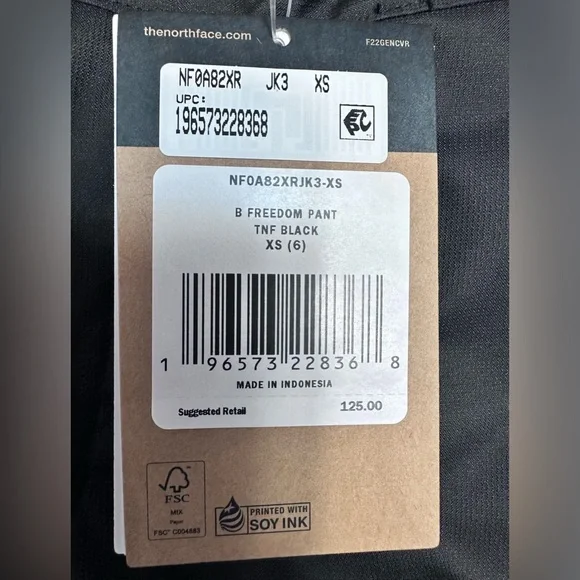 thenorthface.com
F22GENCVR
NF0A82XR JK3 XS
UPC:
196573228368
NF0A82XRJK3-XS
B FREEDOM PANT
TNF BLACK
XS (6)
1 96573 22836 8
MADE IN INDONESIA
Suggested Retail 125.00
FSC
MIX
Paper
FSC® C004883
PRINTED WITH
SOY INK